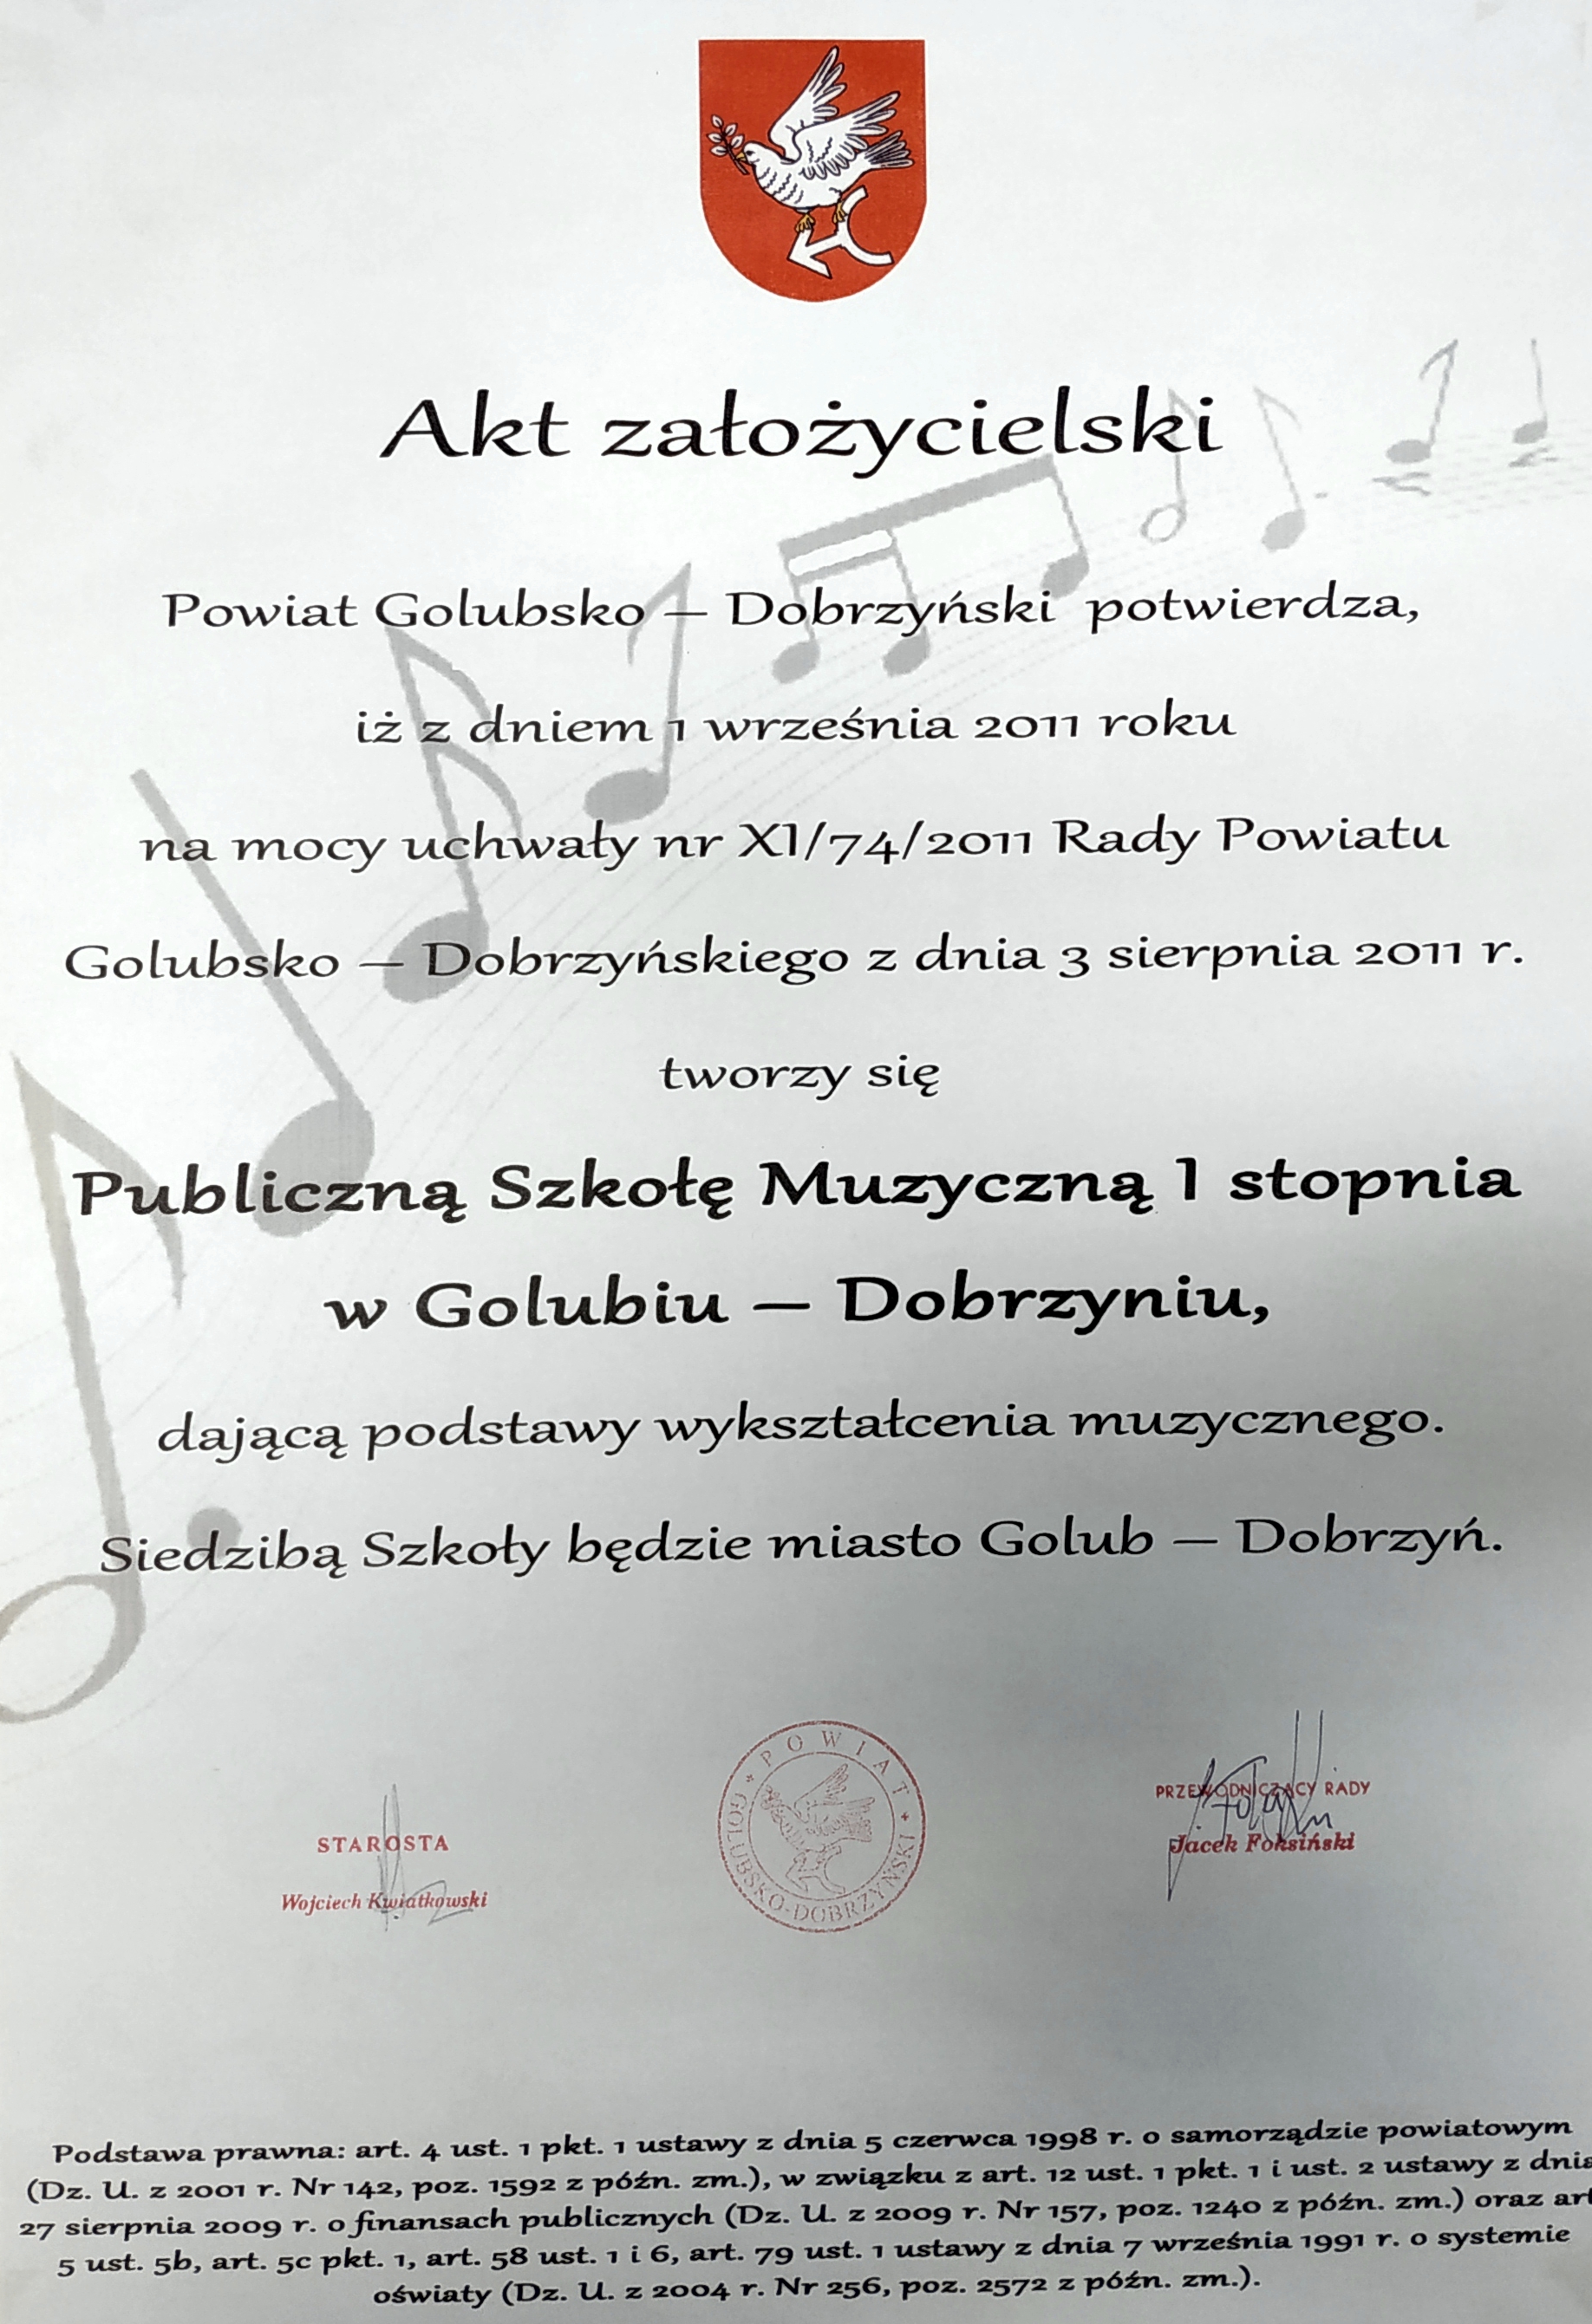 Akt założycielski
Powiat Golubsko – Dobrzyński potwierdza,
iż z dniem 1 września 2011 roku
na mocy uchwały nr XI/74/2011 Rady Powiatu
Golubsko – Dobrzyńskiego z dnia 3 sierpnia 2011 r.
tworzy się
Publiczną Szkołę Muzyczną I stopnia
w Golubiu – Dobrzyniu,
dającą podstawy wykształcenia muzycznego.
Siedzibą Szkoły będzie miasto Golub – Dobrzyń.
STAROSTA
Wojciech Kwiatkowski
POWIAT
GOLUBSKO-DOBRZYŃSKI
PRZEWODNICZĄCY RADY
Jacek Foksiński
Podstawa prawna: art. 4 ust. 1 pkt. 1 ustawy z dnia 5 czerwca 1998 r. o samorządzie powiatowym
(Dz. U. z 2001 r. Nr 142, poz. 1592 z późn. zm.), w związku z art. 12 ust. 1 pkt. 1 i ust. 2 ustawy z dnia
27 sierpnia 2009 r. o finansach publicznych (Dz. U. z 2009 r. Nr 157, poz. 1240 z późn. zm.) oraz art
5 ust. 5b, art. 5c pkt. 1, art. 58 ust. 1 i 6, art. 79 ust. 1 ustawy z dnia 7 września 1991 r. o systemie
oświaty (Dz. U. z 2004 r. Nr 256, poz. 2572 z późn. zm.).